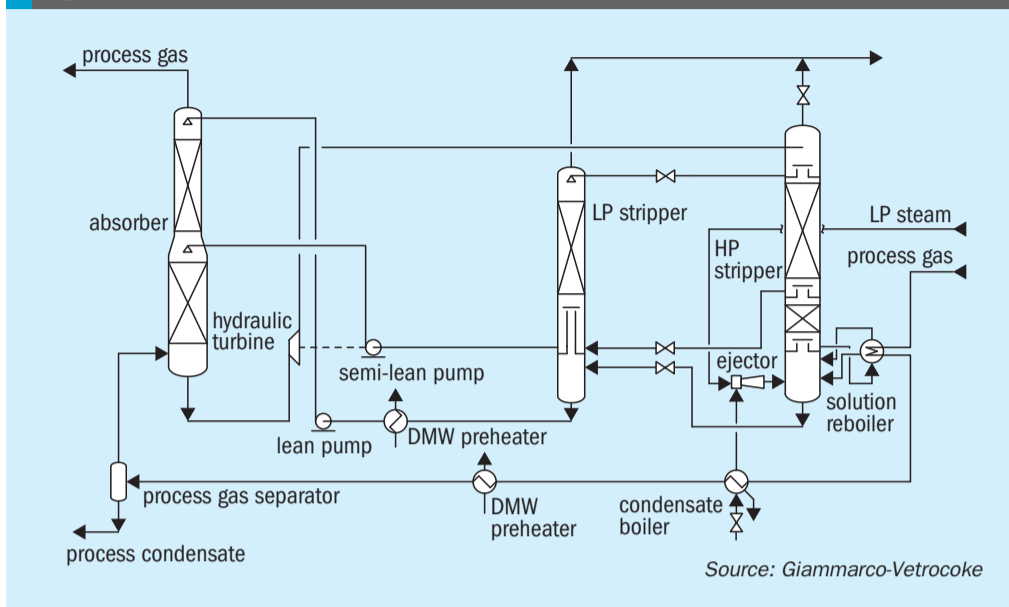 process gas
absorber
LP stripper
LP steam
HP
stripper
process gas
hydraulic
turbine
ejector
semi-lean pump
solution
reboiler
lean pump
DMW preheater
process gas separator
DMW
preheater
condensate
boiler
process condensate
Source: Giammarco-Vetrocoke